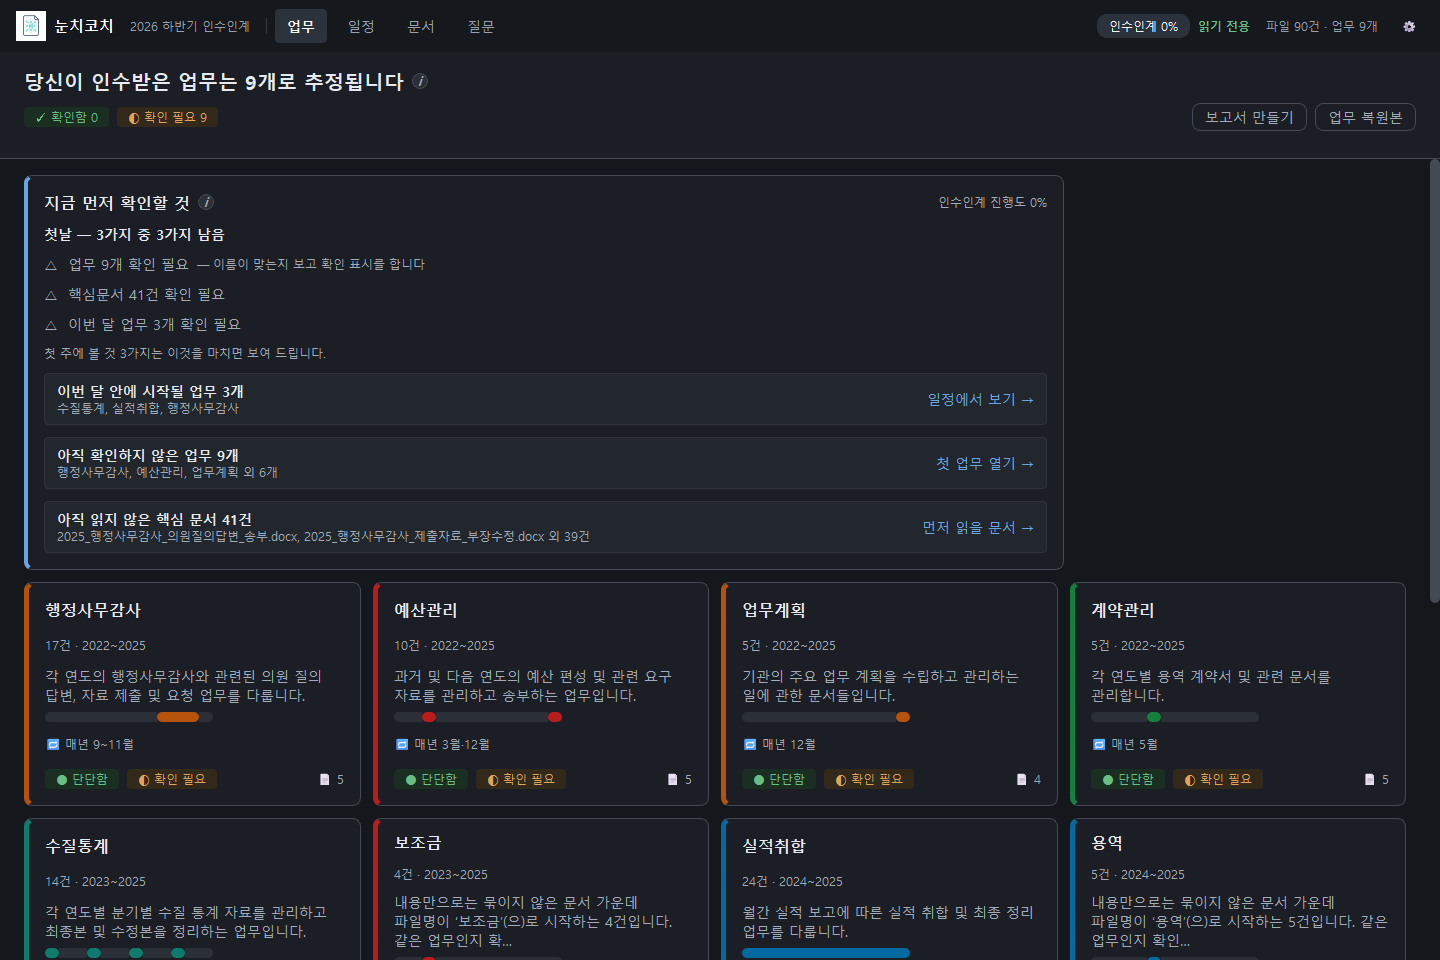 눈치코치 2026 하반기 인수인계 업무 일정 문서 질문 인수인계 0% 읽기 전용 파일 90건 · 업무 9개
당신이 인수받은 업무는 9개로 추정됩니다 i
✓ 확인함 0 ◐ 확인 필요 9 보고서 만들기 업무 복원본
지금 먼저 확인할 것 i 인수인계 진행도 0%
첫날 — 3가지 중 3가지 남음
△ 업무 9개 확인 필요 — 이름이 맞는지 보고 확인 표시를 합니다
△ 핵심문서 41건 확인 필요
△ 이번 달 업무 3개 확인 필요
첫 주에 볼 것 3가지는 이것을 마치면 보여 드립니다.
이번 달 안에 시작될 업무 3개
수질통계, 실적취합, 행정사무감사
일정에서 보기 →
아직 확인하지 않은 업무 9개
행정사무감사, 예산관리, 업무계획 외 6개
첫 업무 열기 →
아직 읽지 않은 핵심 문서 41건
2025_행정사무감사_의원질의답변_송부.docx, 2025_행정사무감사_제출자료_부장수정.docx 외 39건
먼저 읽을 문서 →
행정사무감사
17건 · 2022~2025
각 연도의 행정사무감사와 관련된 의원 질의
답변, 자료 제출 및 요청 업무를 다룹니다.
매년 9~11월
● 단단함 ◐ 확인 필요 5
예산관리
10건 · 2022~2025
과거 및 다음 연도의 예산 편성 및 관련 요구
자료를 관리하고 송부하는 업무입니다.
매년 3월·12월
● 단단함 ◐ 확인 필요 5
업무계획
5건 · 2022~2025
기관의 주요 업무 계획을 수립하고 관리하는
일에 관한 문서들입니다.
매년 12월
● 단단함 ◐ 확인 필요 4
계약관리
5건 · 2022~2025
각 연도별 용역 계약서 및 관련 문서를
관리합니다.
매년 5월
● 단단함 ◐ 확인 필요 5
수질통계
14건 · 2023~2025
각 연도별 분기별 수질 통계 자료를 관리하고
최종본 및 수정본을 정리하는 업무입니다.
보조금
4건 · 2023~2025
내용만으로는 묶이지 않은 문서 가운데
파일명이 ‘보조금’(으)로 시작하는 4건입니다.
같은 업무인지 확...
실적취합
24건 · 2024~2025
월간 실적 보고에 따른 실적 취합 및 최종 정리
업무를 다룹니다.
용역
5건 · 2024~2025
내용만으로는 묶이지 않은 문서 가운데
파일명이 ‘용역’(으)로 시작하는 5건입니다. 같은
업무인지 확인...